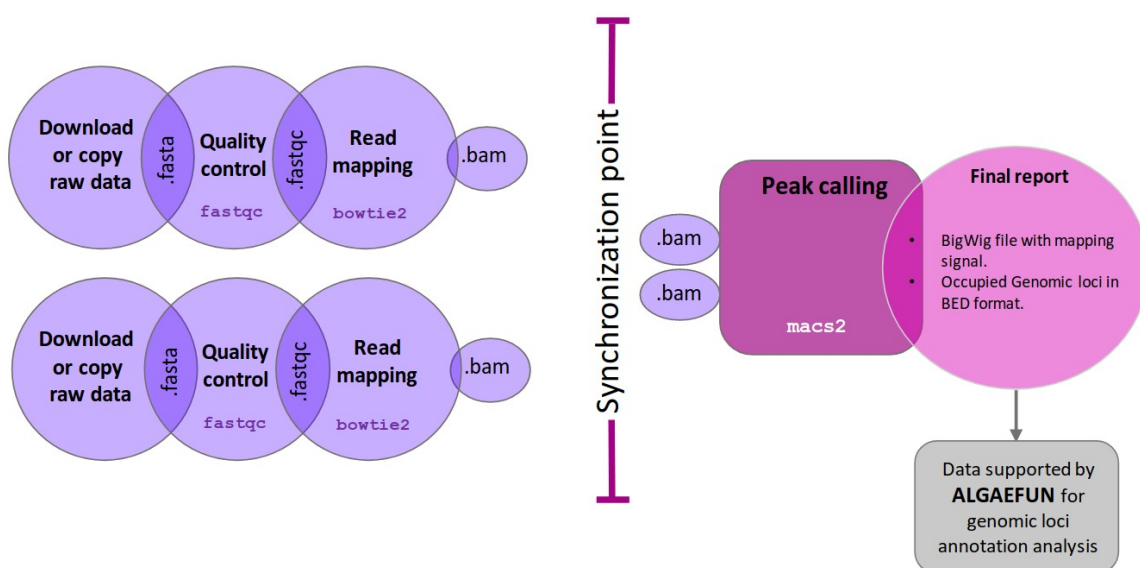 Download
or copy
raw data
.fasta
Quality
control
fastqc
.fastqc
Read
mapping
bowtie2
.bam
Download
or copy
raw data
.fasta
Quality
control
fastqc
.fastqc
Read
mapping
bowtie2
.bam
Synchronization point
.bam
.bam
Peak calling
macs2
Final report
• BigWig file with mapping
signal.
• Occupied Genomic loci in
BED format.
Data supported by
ALGAEFUN for
genomic loci
annotation analysis